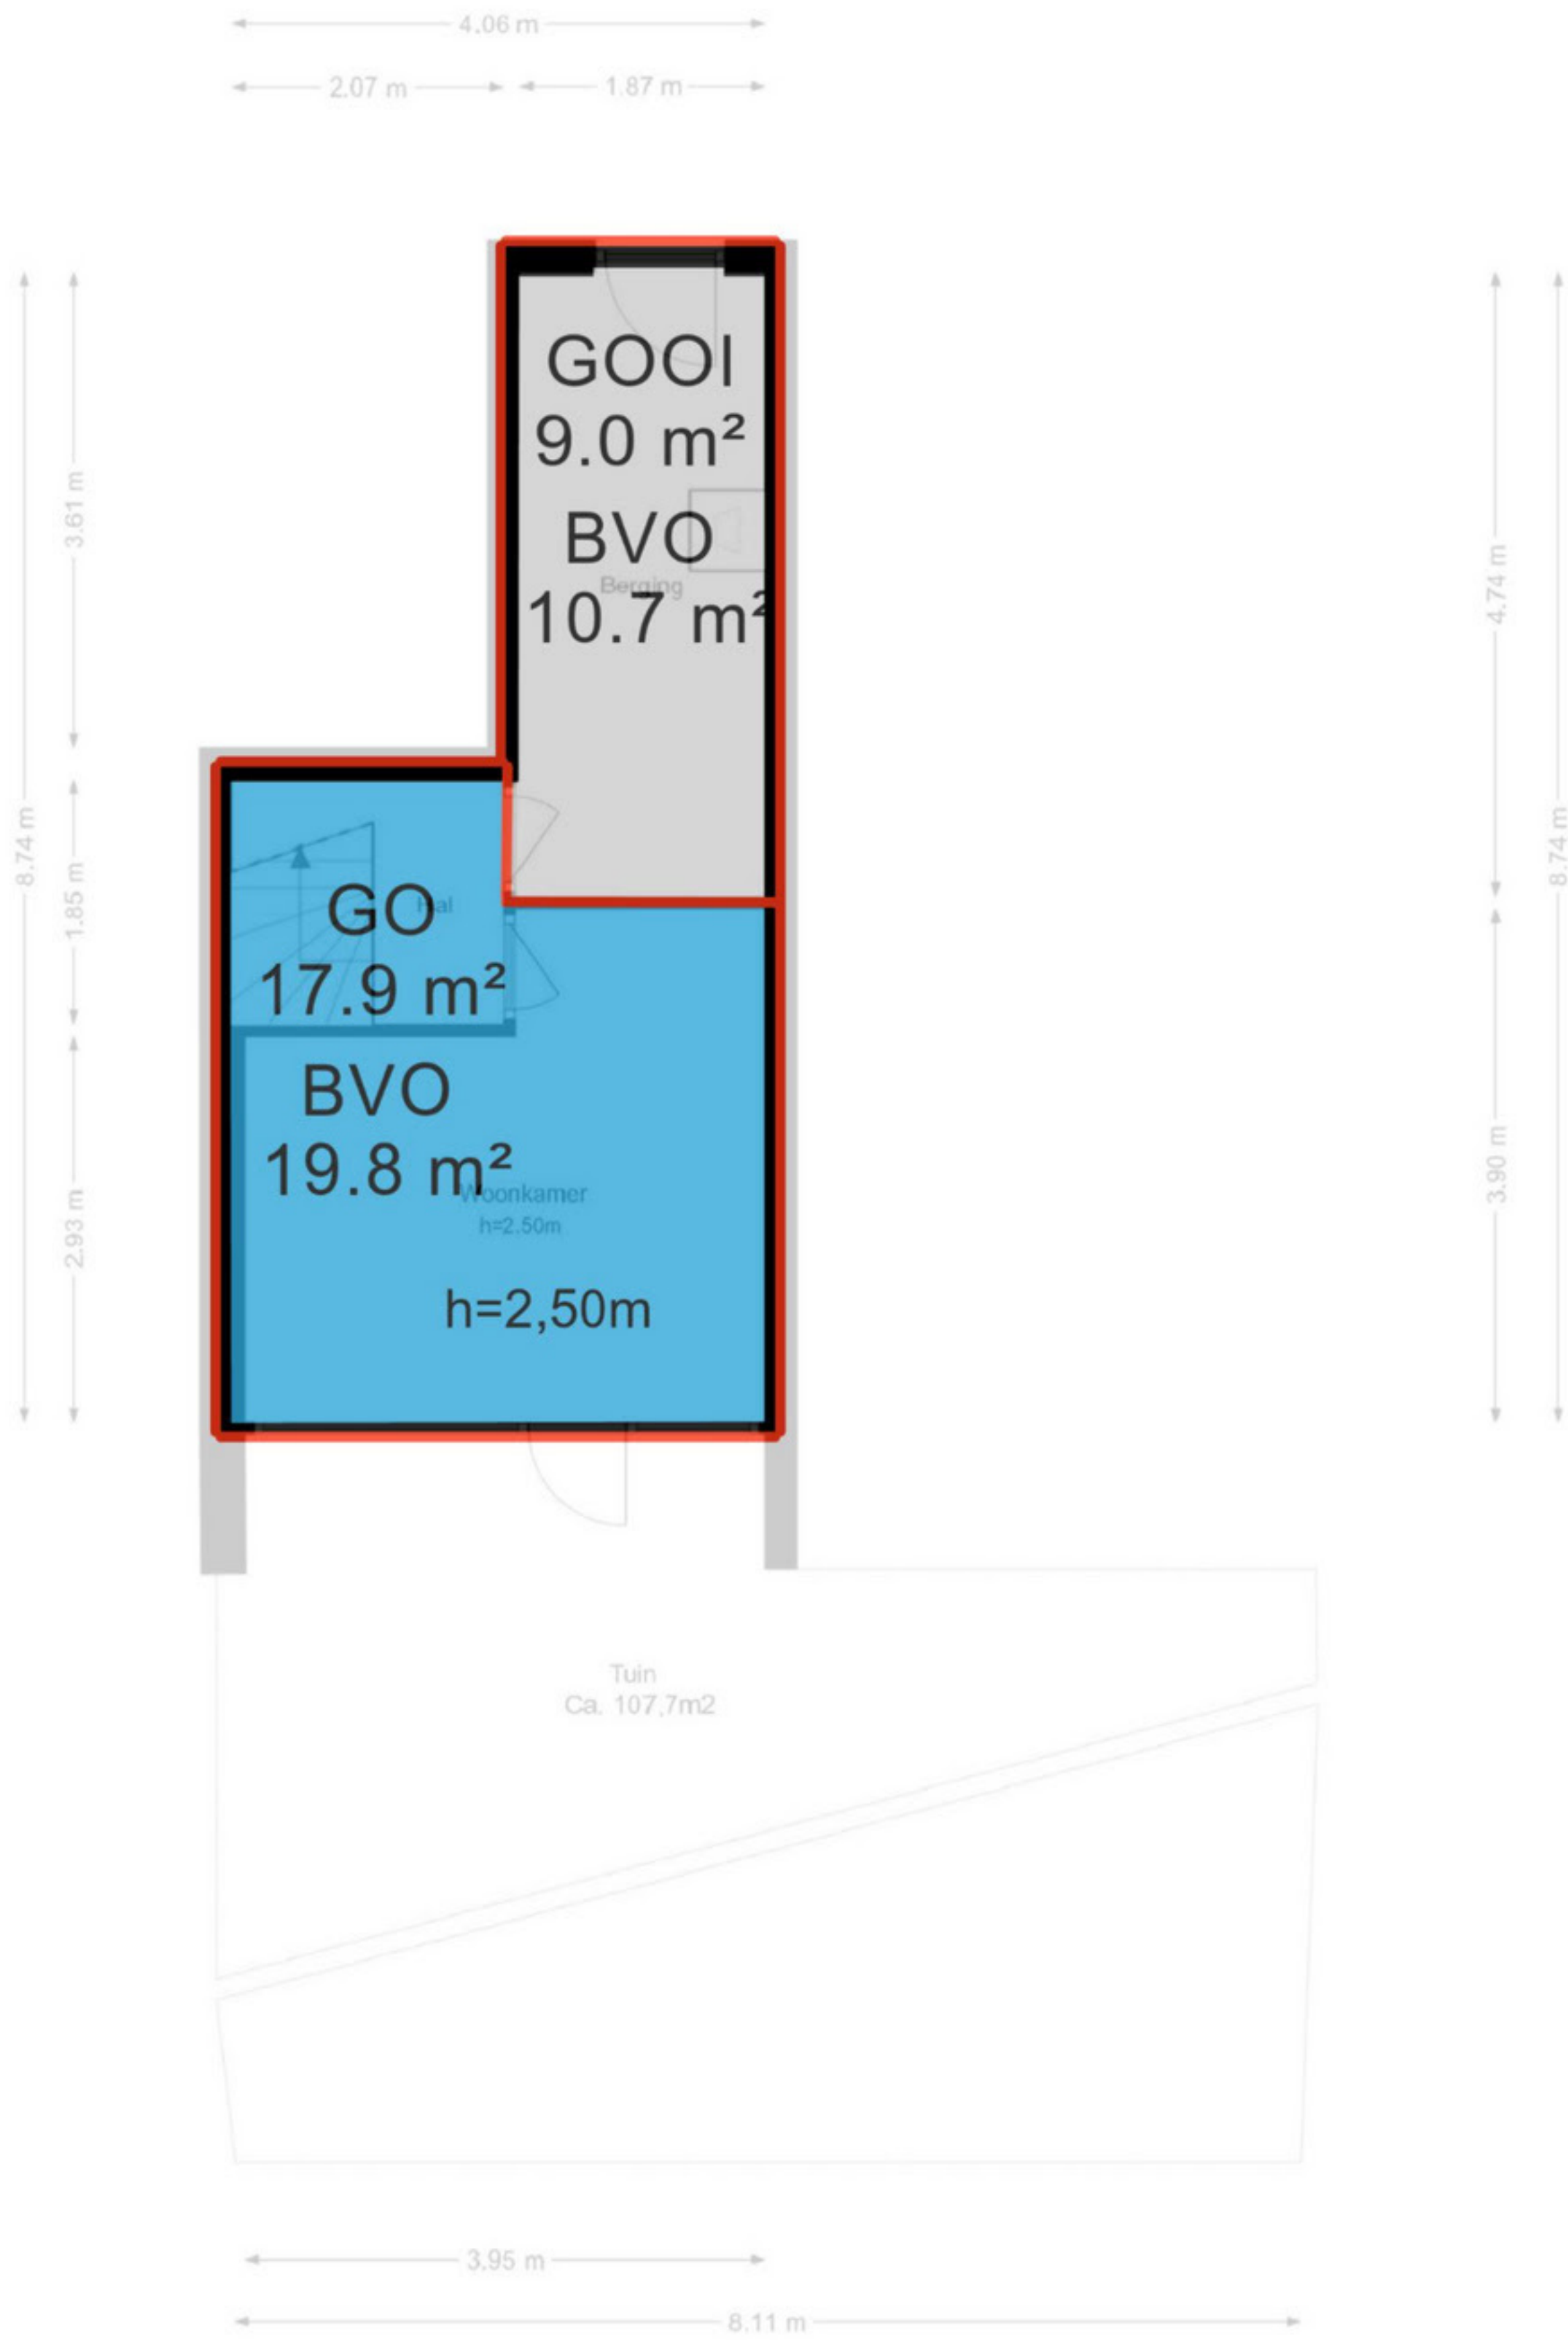 4.06 m
2.07 m
1.87 m
GOOI
9.0 m²
BVO
Berging
10.7 m²
3.61 m
4.74 m
8.74 m
8.74 m
1.85 m
GO
Hal
17.9 m²
BVO
19.8 m²
Woonkamer
h=2.50m
h=2,50m
2.93 m
3.90 m
Tuin
Ca. 107,7m2
3.95 m
8.11 m